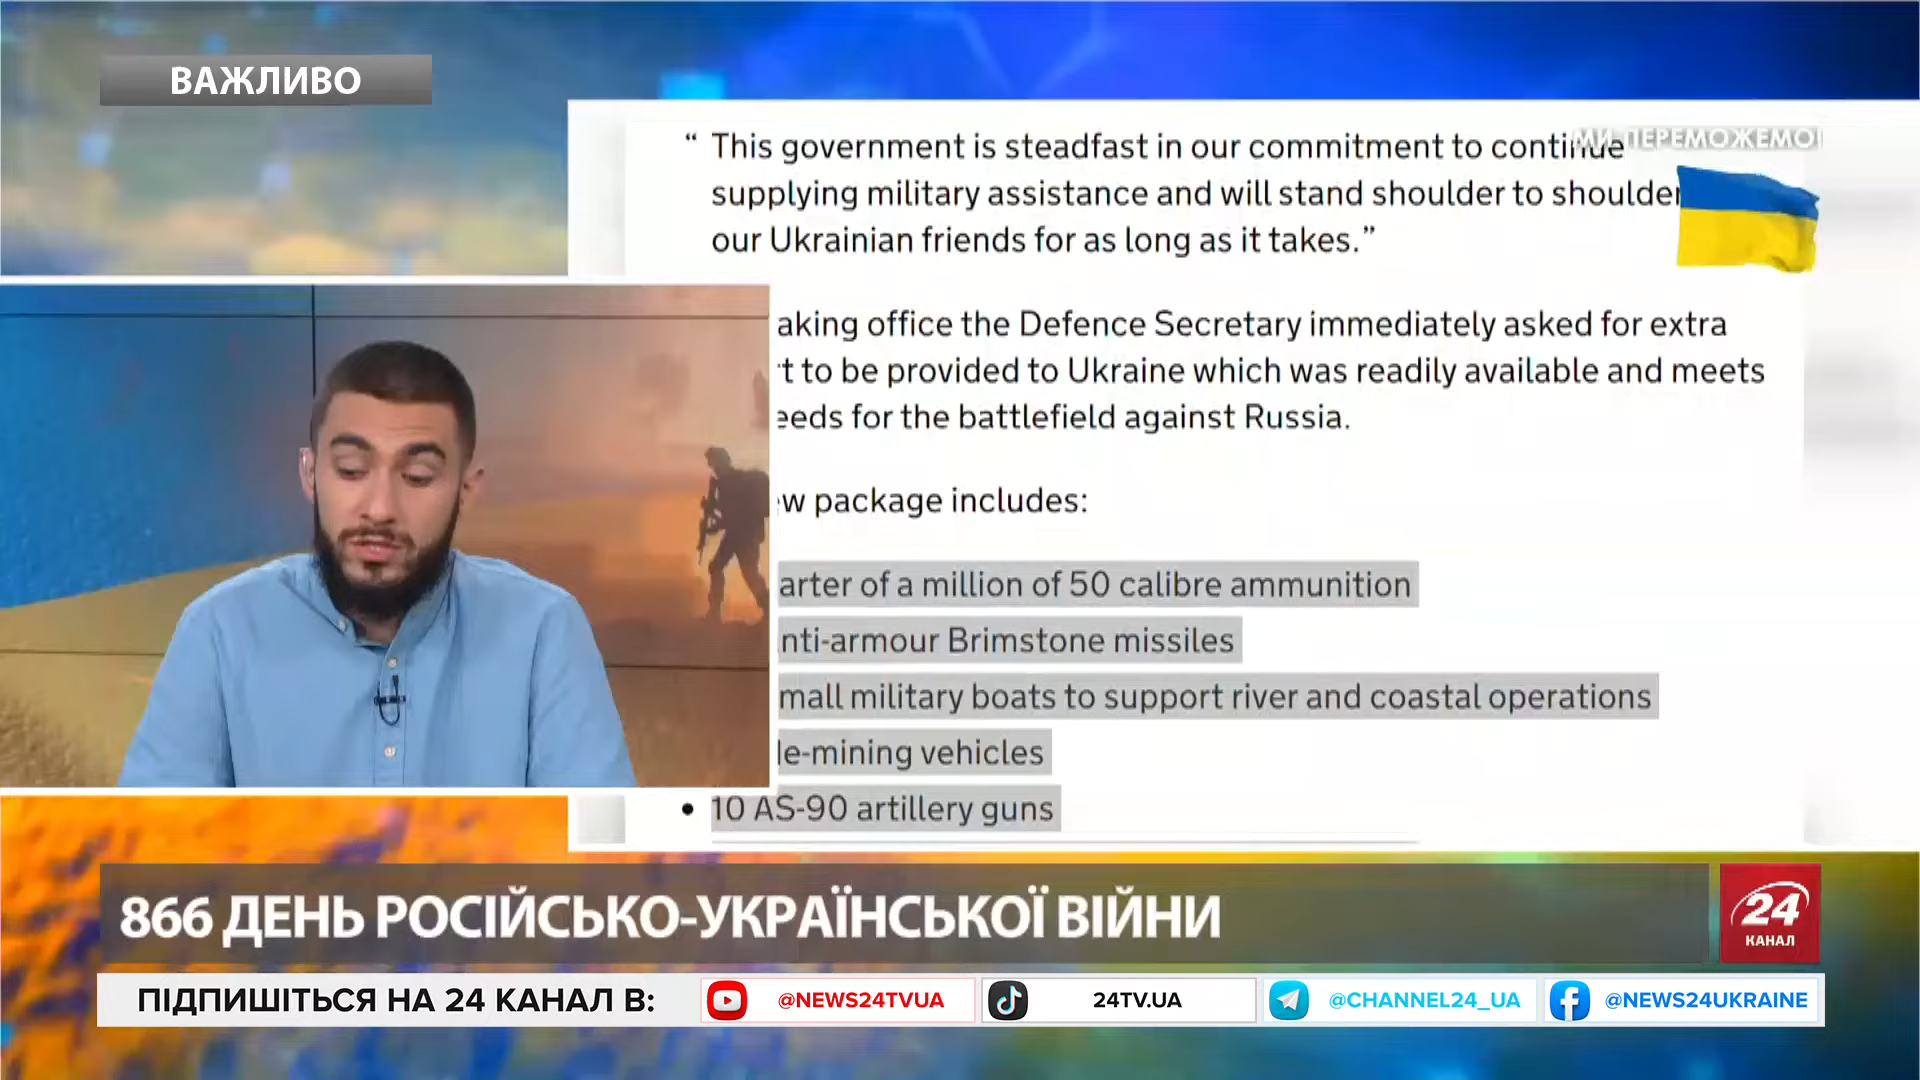 ВАЖЛИВО
“ This government is steadfast in our commitment to continue
МИ ПЕРЕМОЖЕМО!
supplying military assistance and will stand shoulder to shoulder
our Ukrainian friends for as long as it takes.”
aking office the Defence Secretary immediately asked for extra
t to be provided to Ukraine which was readily available and meets
eeds for the battlefield against Russia.
w package includes:
arter of a million of 50 calibre ammunition
nti-armour Brimstone missiles
mall military boats to support river and coastal operations
de-mining vehicles
• 10 AS-90 artillery guns
866 ДЕНЬ РОСІЙСЬКО-УКРАЇНСЬКОЇ ВІЙНИ
24
КАНАЛ
ПІДПИШІТЬСЯ НА 24 КАНАЛ В: @NEWS24TVUA 24TV.UA @CHANNEL24_UA @NEWS24UKRAINE